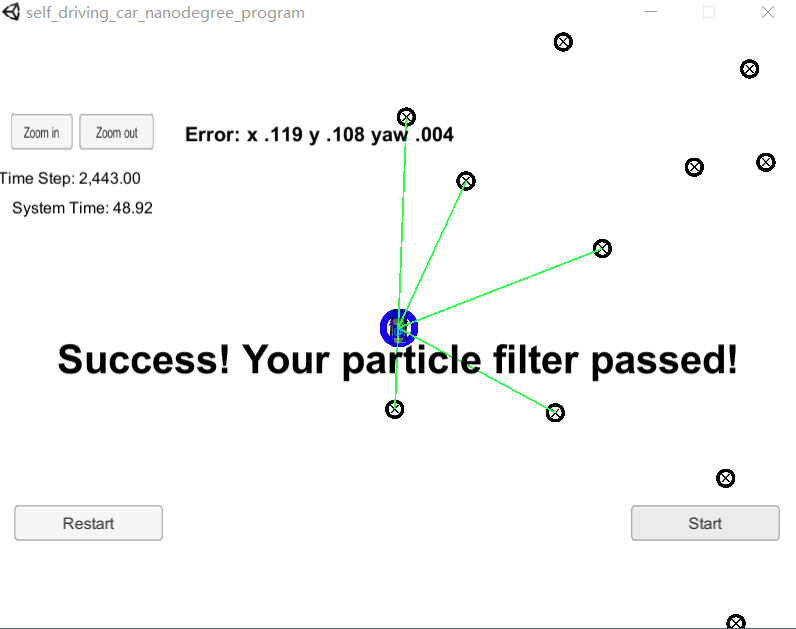 self_driving_car_nanodegree_program
Zoom in Zoom out Error: x .119 y .108 yaw .004
Time Step: 2,443.00
System Time: 48.92
Success! Your particle filter passed!
Restart Start